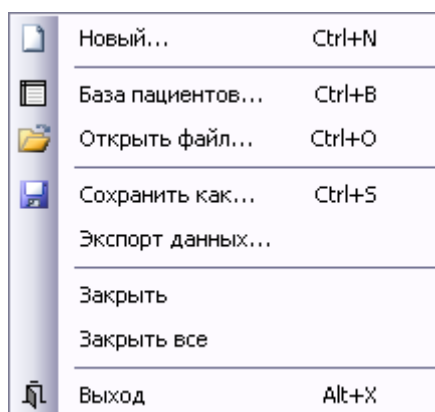 Новый... Ctrl+N
База пациентов... Ctrl+B
Открыть файл... Ctrl+O
Сохранить как... Ctrl+S
Экспорт данных...
Закрыть
Закрыть все
Выход Alt+X